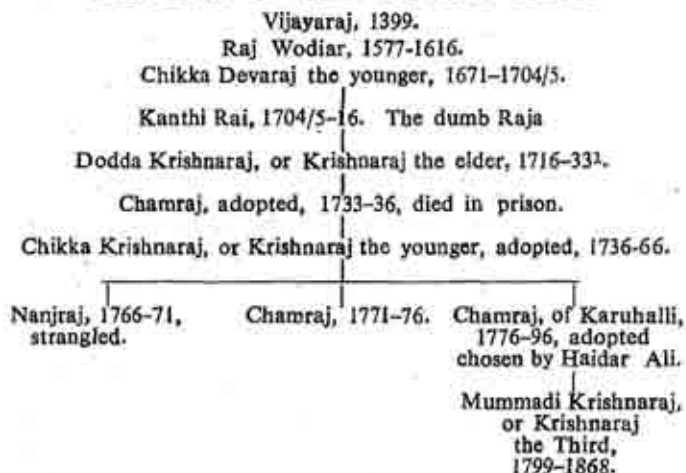 Vijayaraj, 1399.
Raj Wodiar, 1577-1616.
Chikka Devaraj the younger, 1671-1704/5.
Kanthi Rai, 1704/5-16. The dumb Raja
Dodda Krishnaraj, or Krishnaraj the elder, 1716-33¹.
Chamraj, adopted, 1733-36, died in prison.
Chikka Krishnaraj, or Krishnaraj the younger, adopted, 1736-66.
Nanjraj, 1766-71,
strangled.
Chamraj, 1771-76.
Chamraj, of Karuhalli,
1776-96, adopted
chosen by Haidar Ali.
Mummadi Krishnaraj,
or Krishnaraj
the Third,
1799-1868.